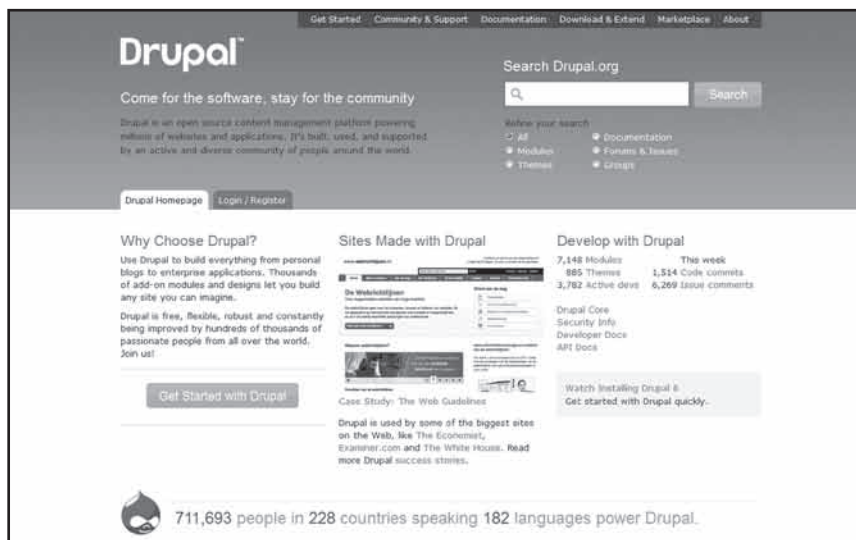 Get Started Community & Support Documentation Download & Extend Marketplace About
Drupal™
Come for the software, stay for the community
Drupal is an open source content management platform powering
millions of websites and applications. It's built, used, and supported
by an active and diverse community of people around the world.
Search Drupal.org
Search
Refine your search
All
Documentation
Modules
Forums & Issues
Themes
Groups
Drupal Homepage
Login / Register
Why Choose Drupal?
Use Drupal to build everything from personal
blogs to enterprise applications. Thousands
of add-on modules and designs let you build
any site you can imagine.
Drupal is free, flexible, robust and constantly
being improved by hundreds of thousands of
passionate people from all over the world.
Join us!
Get Started with Drupal
Sites Made with Drupal
De Webrichtlijnen
Case Study: The Web Guidelines
Drupal is used by some of the biggest sites
on the Web, like The Economist,
Examiner.com and The White House. Read
more Drupal success stories.
Develop with Drupal
7,148 Modules
885 Themes
3,782 Active devs
This week
1,514 Code commits
6,269 Issue comments
Drupal Core
Security Info
Developer Docs
API Docs
Watch Installing Drupal 6
Get started with Drupal quickly.
711,693 people in 228 countries speaking 182 languages power Drupal.